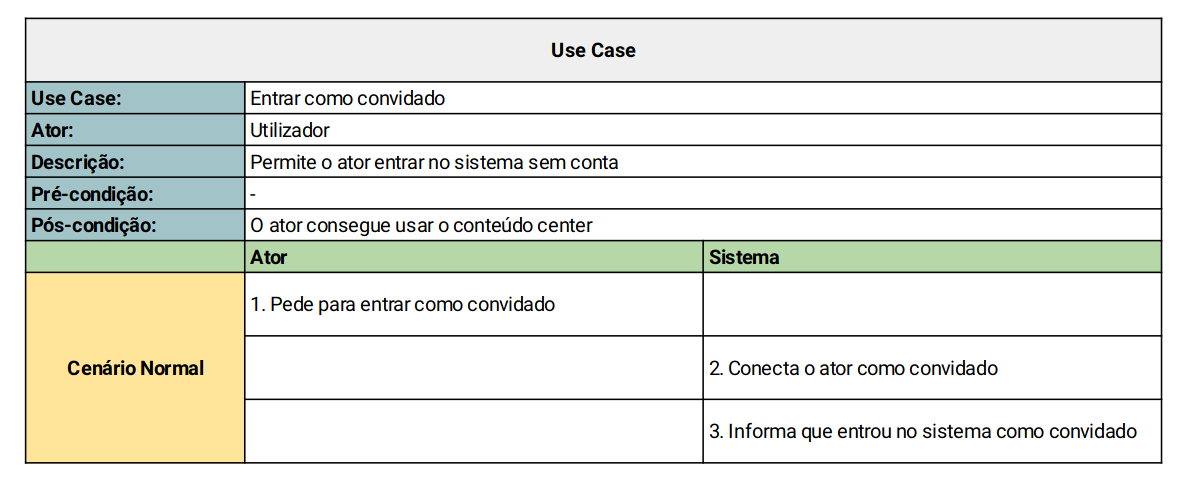 Use Case
Use Case: Entrar como convidado
Ator: Utilizador
Descrição: Permite o ator entrar no sistema sem conta
Pré-condição: -
Pós-condição: O ator consegue usar o conteúdo center
Ator Sistema
1. Pede para entrar como convidado
Cenário Normal 2. Conecta o ator como convidado
3. Informa que entrou no sistema como convidado